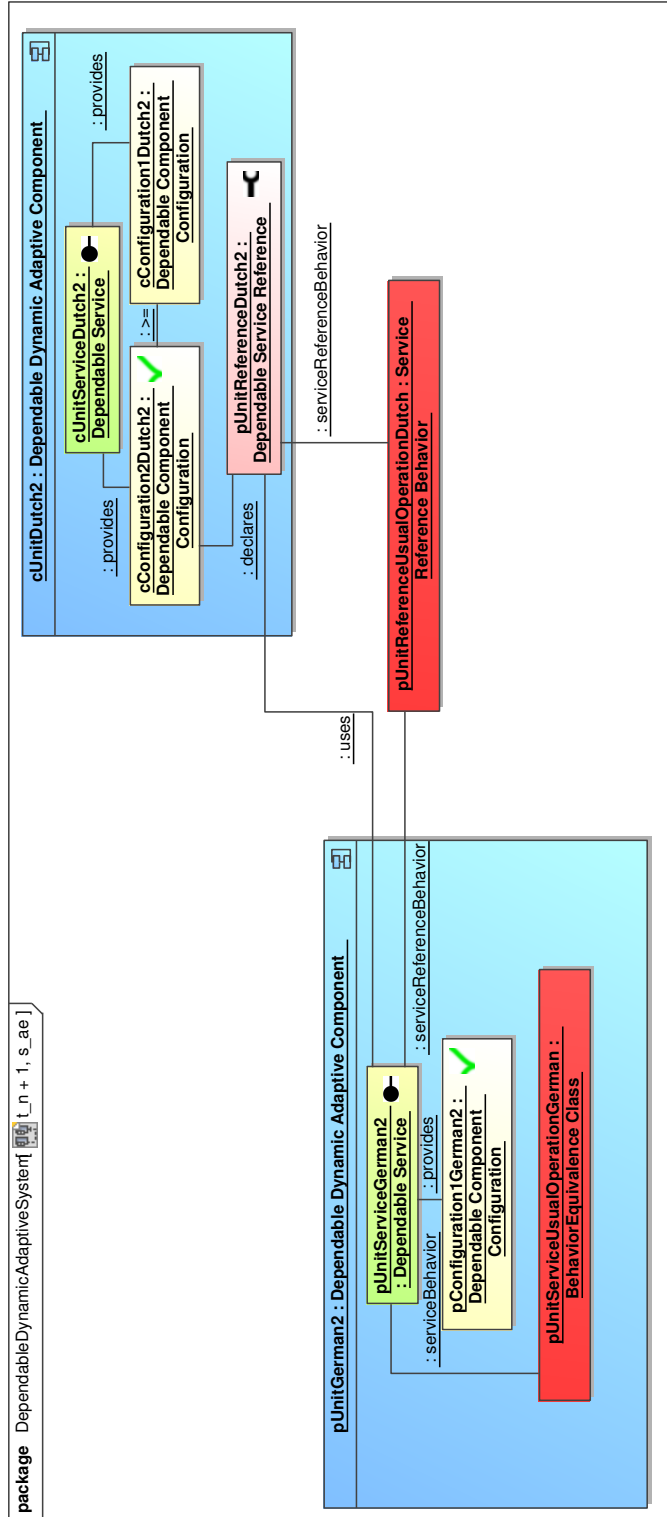 package DependableDynamicAdaptiveSystem[ t_n + 1, s_ae ]
pUnitGerman2 : Dependable Dynamic Adaptive Component
pUnitServiceGerman2
: Dependable Service
: serviceBehavior
: provides
pConfiguration1German2 :
Dependable Component
Configuration
pUnitServiceUsualOperationGerman :
BehaviorEquivalence Class
: serviceReferenceBehavior
: uses
cUnitDutch2 : Dependable Dynamic Adaptive Component
cUnitServiceDutch2 :
Dependable Service
: provides
: provides
cConfiguration2Dutch2 :
Dependable Component
Configuration
: >=
cConfiguration1Dutch2 :
Dependable Component
Configuration
: declares
pUnitReferenceDutch2 :
Dependable Service Reference
: serviceReferenceBehavior
pUnitReferenceUsualOperationDutch : Service
Reference Behavior